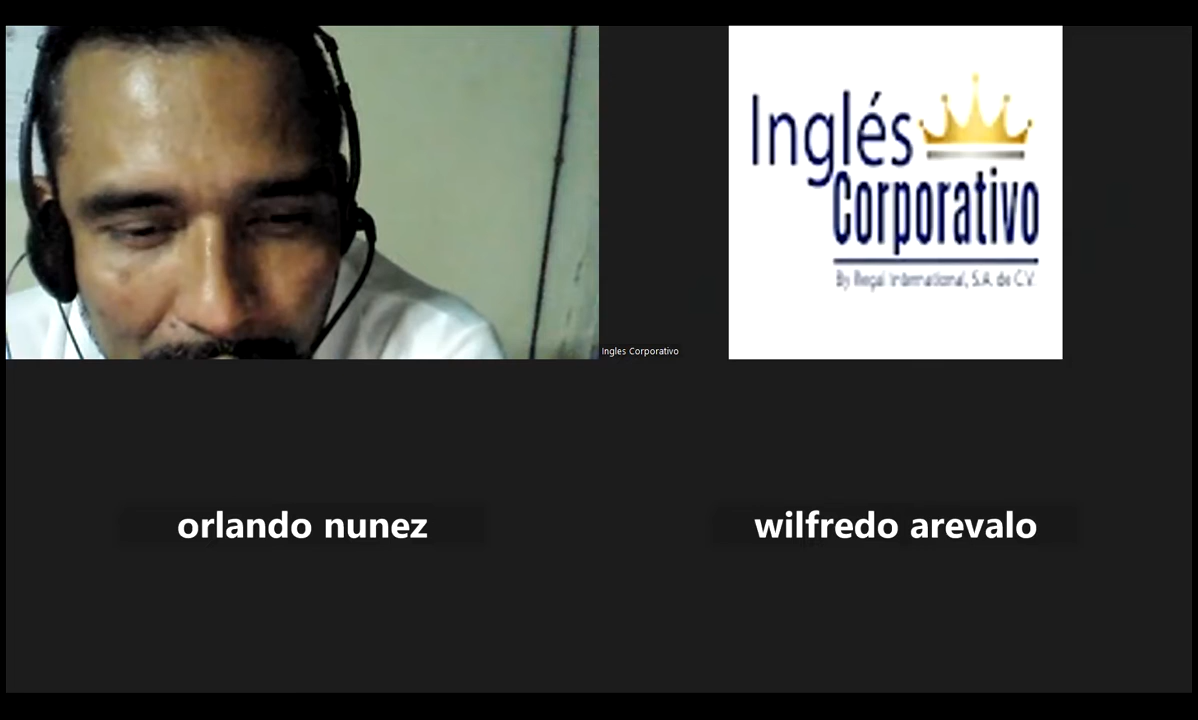 Inglés
Corporativo
By Regal International, S.A. de C.V.
Ingles Corporativo
orlando nunez
wilfredo arevalo